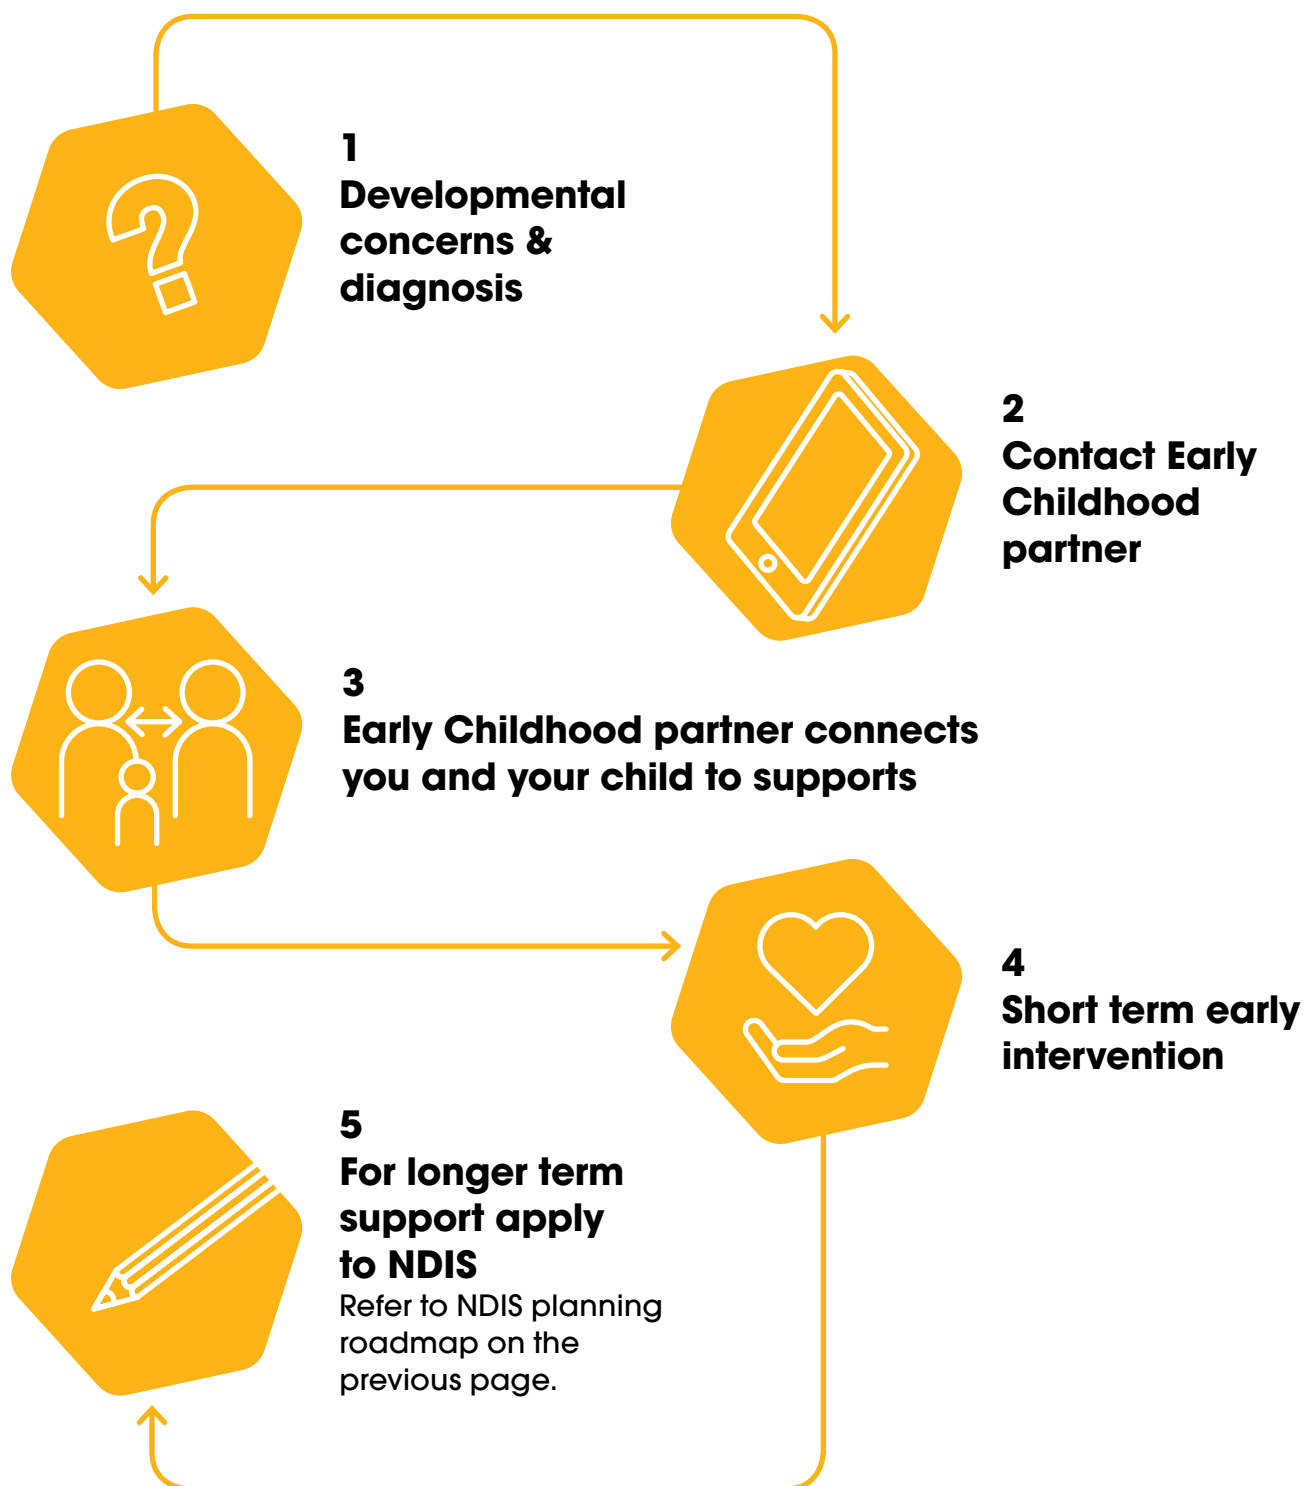 1
Developmental
concerns &
diagnosis
2
Contact Early
Childhood
partner
3
Early Childhood partner connects
you and your child to supports
4
Short term early
intervention
5
For longer term
support apply
to NDIS
Refer to NDIS planning
roadmap on the
previous page.